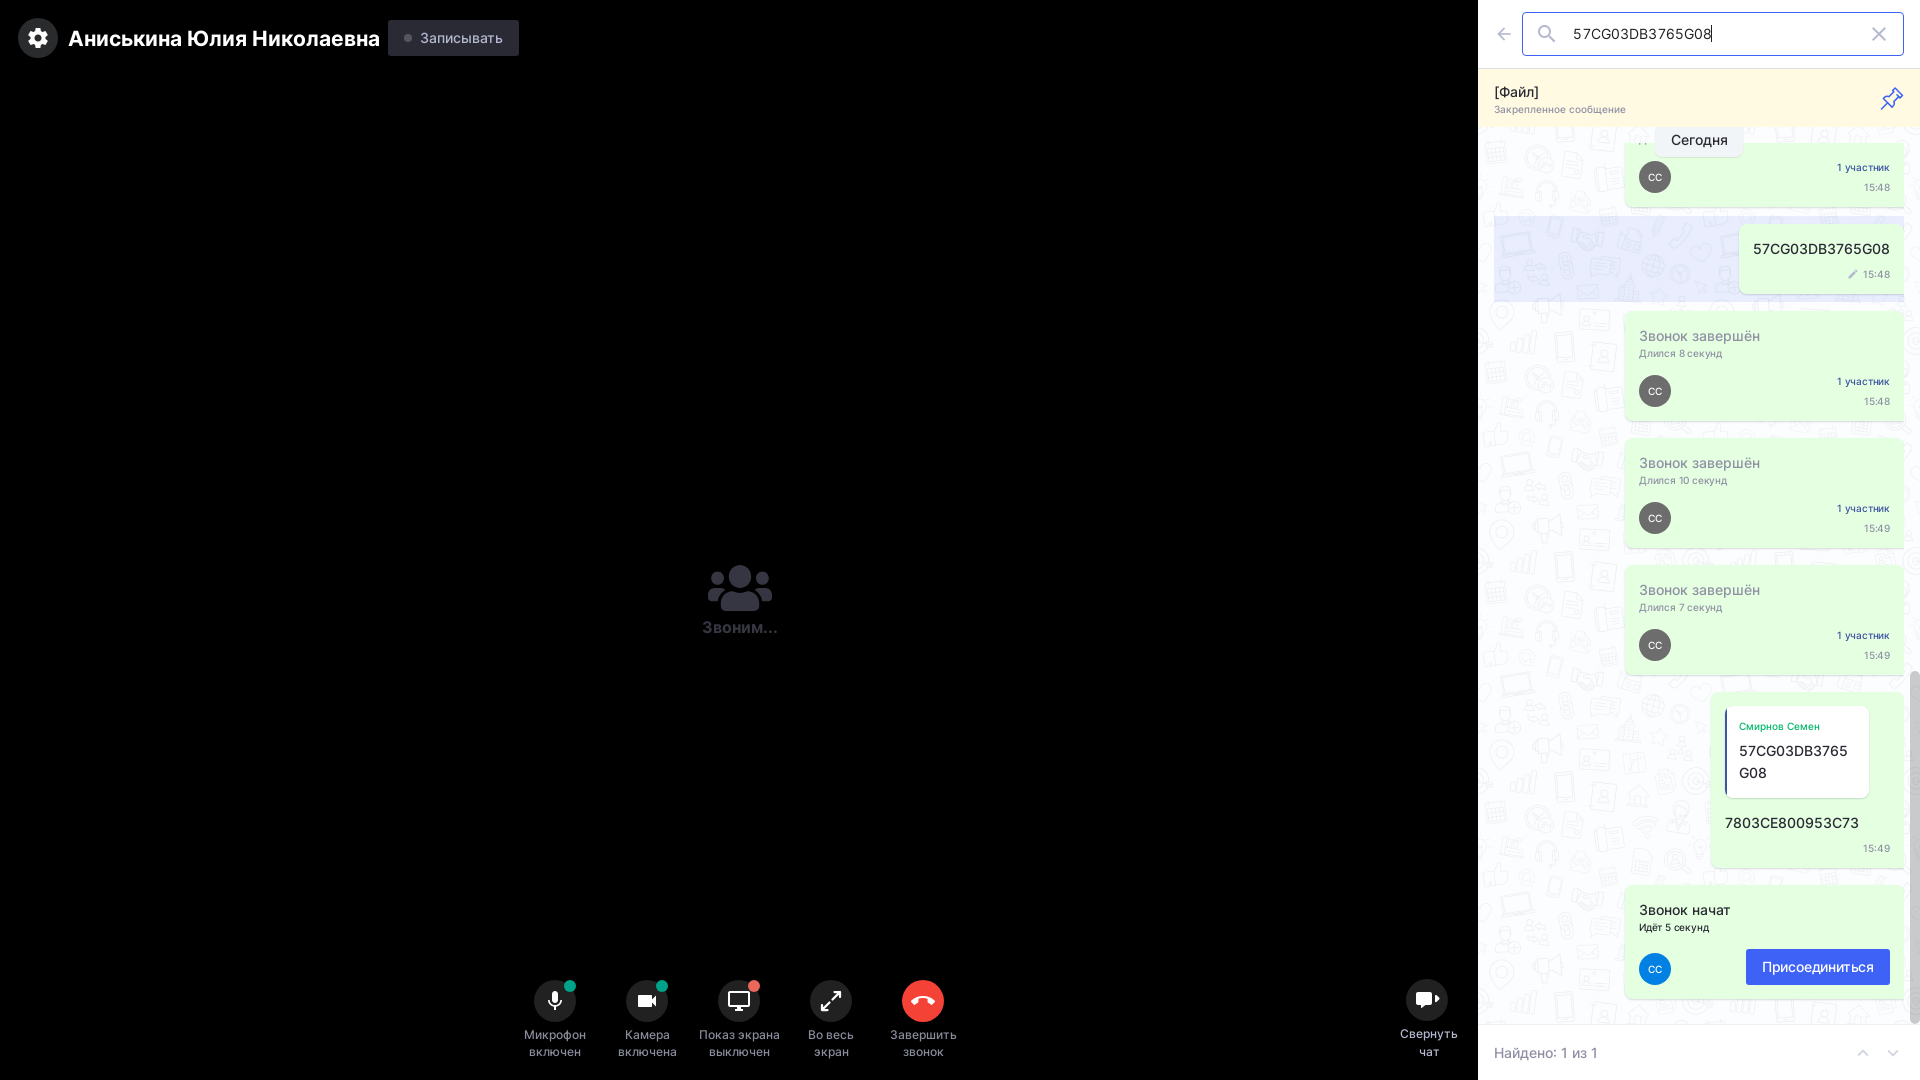 Аниськина Юлия Николаевна
Записывать
Звоним...
Микрофон
включен
Камера
включена
Показ экрана
выключен
Во весь
экран
Завершить
звонок
Свернуть
чат
57CG03DB3765G08
[Файл]
Закрепленное сообщение
Сегодня
СС
1 участник
15:48
57CG03DB3765G08
15:48
Звонок завершён
Длился 8 секунд
СС
1 участник
15:48
Звонок завершён
Длился 10 секунд
СС
1 участник
15:49
Звонок завершён
Длился 7 секунд
СС
1 участник
15:49
Смирнов Семен
57CG03DB3765
G08
7803CE800953C73
15:49
Звонок начат
Идёт 5 секунд
СС
Присоединиться
Найдено: 1 из 1